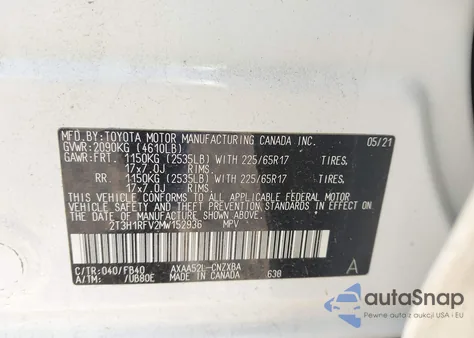 MFD.BY:TOYOTA MOTOR MANUFACTURING CANADA INC. 05/21
GVWR:2090KG (4610LB)
GAWR:FRT. 1150KG (2535LB) WITH 225/65R17 TIRES,
17x7.0J RIMS.
RR. 1150KG (2535LB) WITH 225/65R17 TIRES,
17x7.0J RIMS.
THIS VEHICLE CONFORMS TO ALL APPLICABLE FEDERAL MOTOR
VEHICLE SAFETY STANDARDS IN EFFECT ON THE DATE OF
MANUFACTURE SHOWN ABOVE.
2T3H1RFV2MW152936 MPV
C/TR:040/FB40 AXAA52L-CNZXBA
A/TM: /UB80E MADE IN CANADA 638 A
autoSnap
Pewne auta z aukcji w USA i EU